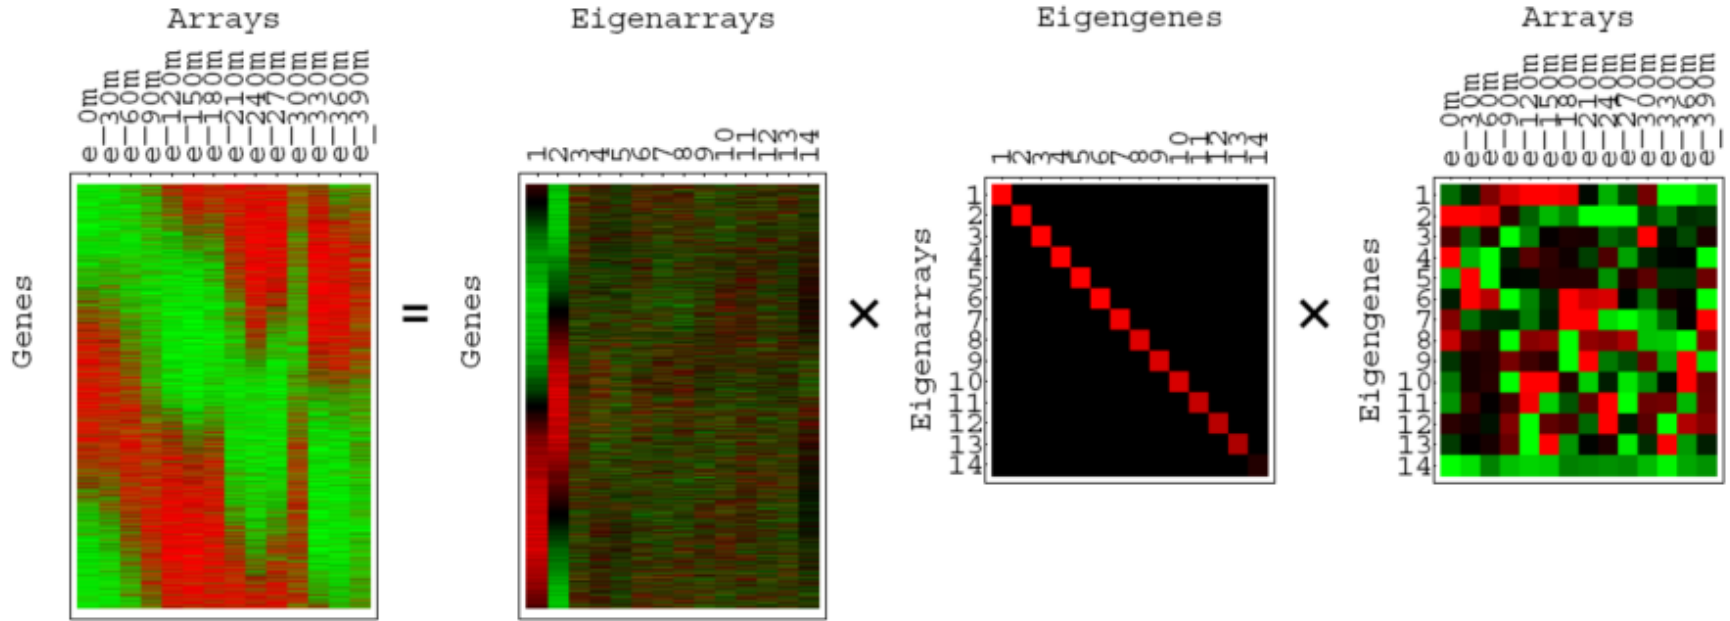 Arrays
e_0m
e_30m
e_60m
e_90m
e_120m
e_150m
e_180m
e_210m
e_240m
e_270m
e_300m
e_330m
e_360m
e_390m
Genes
=
Eigenarrays
1
2
3
4
5
6
7
8
9
10
11
12
13
14
Genes
×
Eigengenes
1
2
3
4
5
6
7
8
9
10
11
12
13
14
Eigenarrays
1
2
3
4
5
6
7
8
9
10
11
12
13
14
×
Arrays
e_0m
e_30m
e_60m
e_90m
e_120m
e_150m
e_180m
e_210m
e_240m
e_270m
e_300m
e_330m
e_360m
e_390m
Eigengenes
1
2
3
4
5
6
7
8
9
10
11
12
13
14